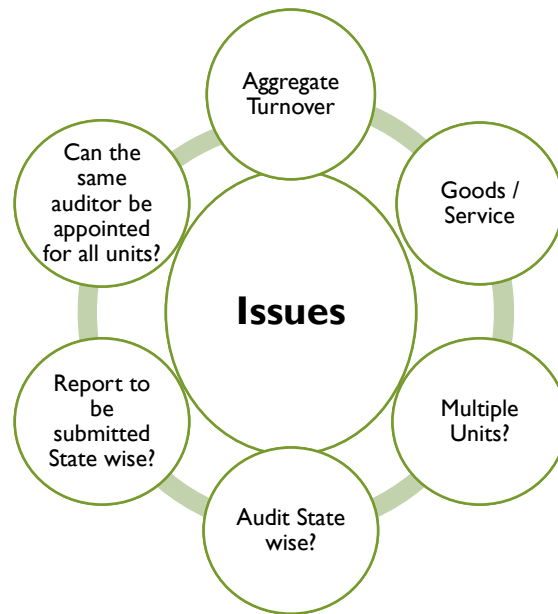 Aggregate
Turnover
Goods /
Service
Multiple
Units?
Audit State
wise?
Report to
be
submitted
State wise?
Can the
same
auditor be
appointed
for all units?
Issues